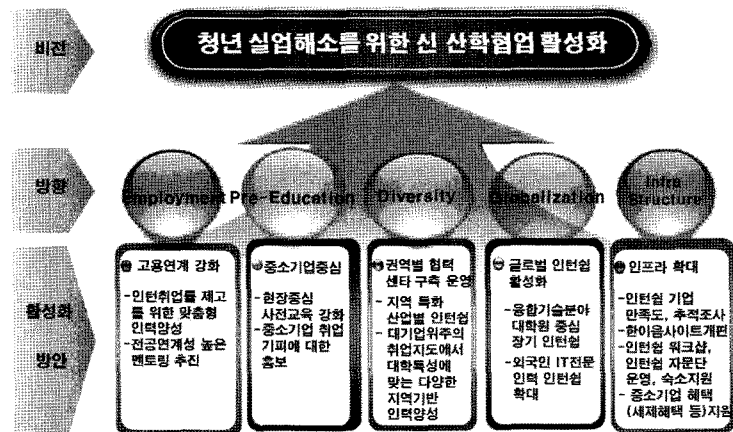 비전
청년 실업해소를 위한 신 산학협업 활성화
방향
Employment
Pre-Education
Diversity
Globalization
Infra
Structure
활성화
방안
고용연계 강화
-인턴취업률 제고
를 위한 맞춤형
인력양성
-전공연계성 높은
멘토링 추진
중소기업중심
-현장중심
사전교육 강화
-중소기업 취업
기피에 대한
홍보
권역별 협력
센타 구축 운영
- 지역 특화
산업별 인턴쉽
- 대기업위주의
취업지도에서
대학특성에
맞는 다양한
지역기반
인력양성
글로벌 인턴쉽
활성화
-융합기술분야
대학원 중심
장기 인턴쉽
-외국인 IT전문
인력 인턴쉽
확대
인프라 확대
-인턴쉽 기업
만족도, 추적조사
-한이음사이트개편
-인턴쉽 워크샵,
인턴쉽 자문단
운영, 숙소지원
- 중소기업 혜택
(세제혜택 등)지원